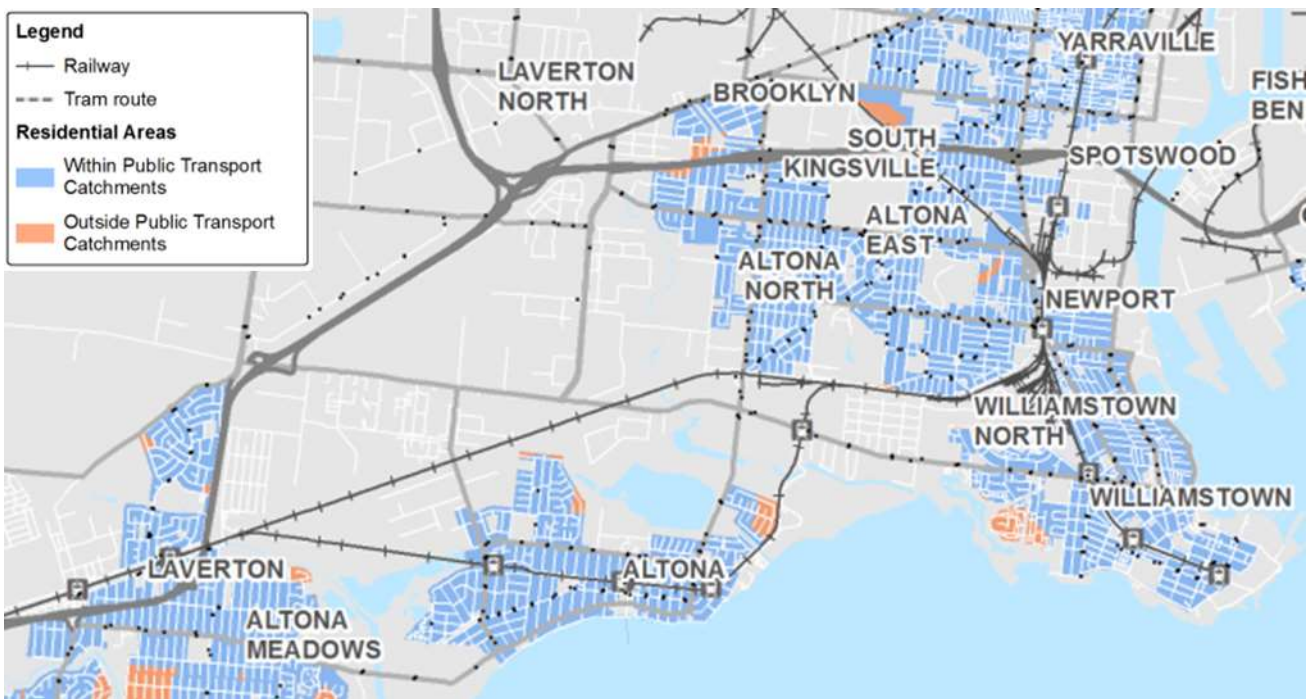 Legend
Railway
Tram route
Residential Areas
Within Public Transport
Catchments
Outside Public Transport
Catchments
YARRAVILLE
LAVERTON
NORTH
FISH
BEN
BROOKLYN
SOUTH
KINGSVILLE
SPOTSWOOD
ALTONA
EAST
ALTONA
NORTH
NEWPORT
WILLIAMSTOWN
NORTH
WILLIAMSTOWN
LAVERTON
ALTONA
ALTONA
MEADOWS